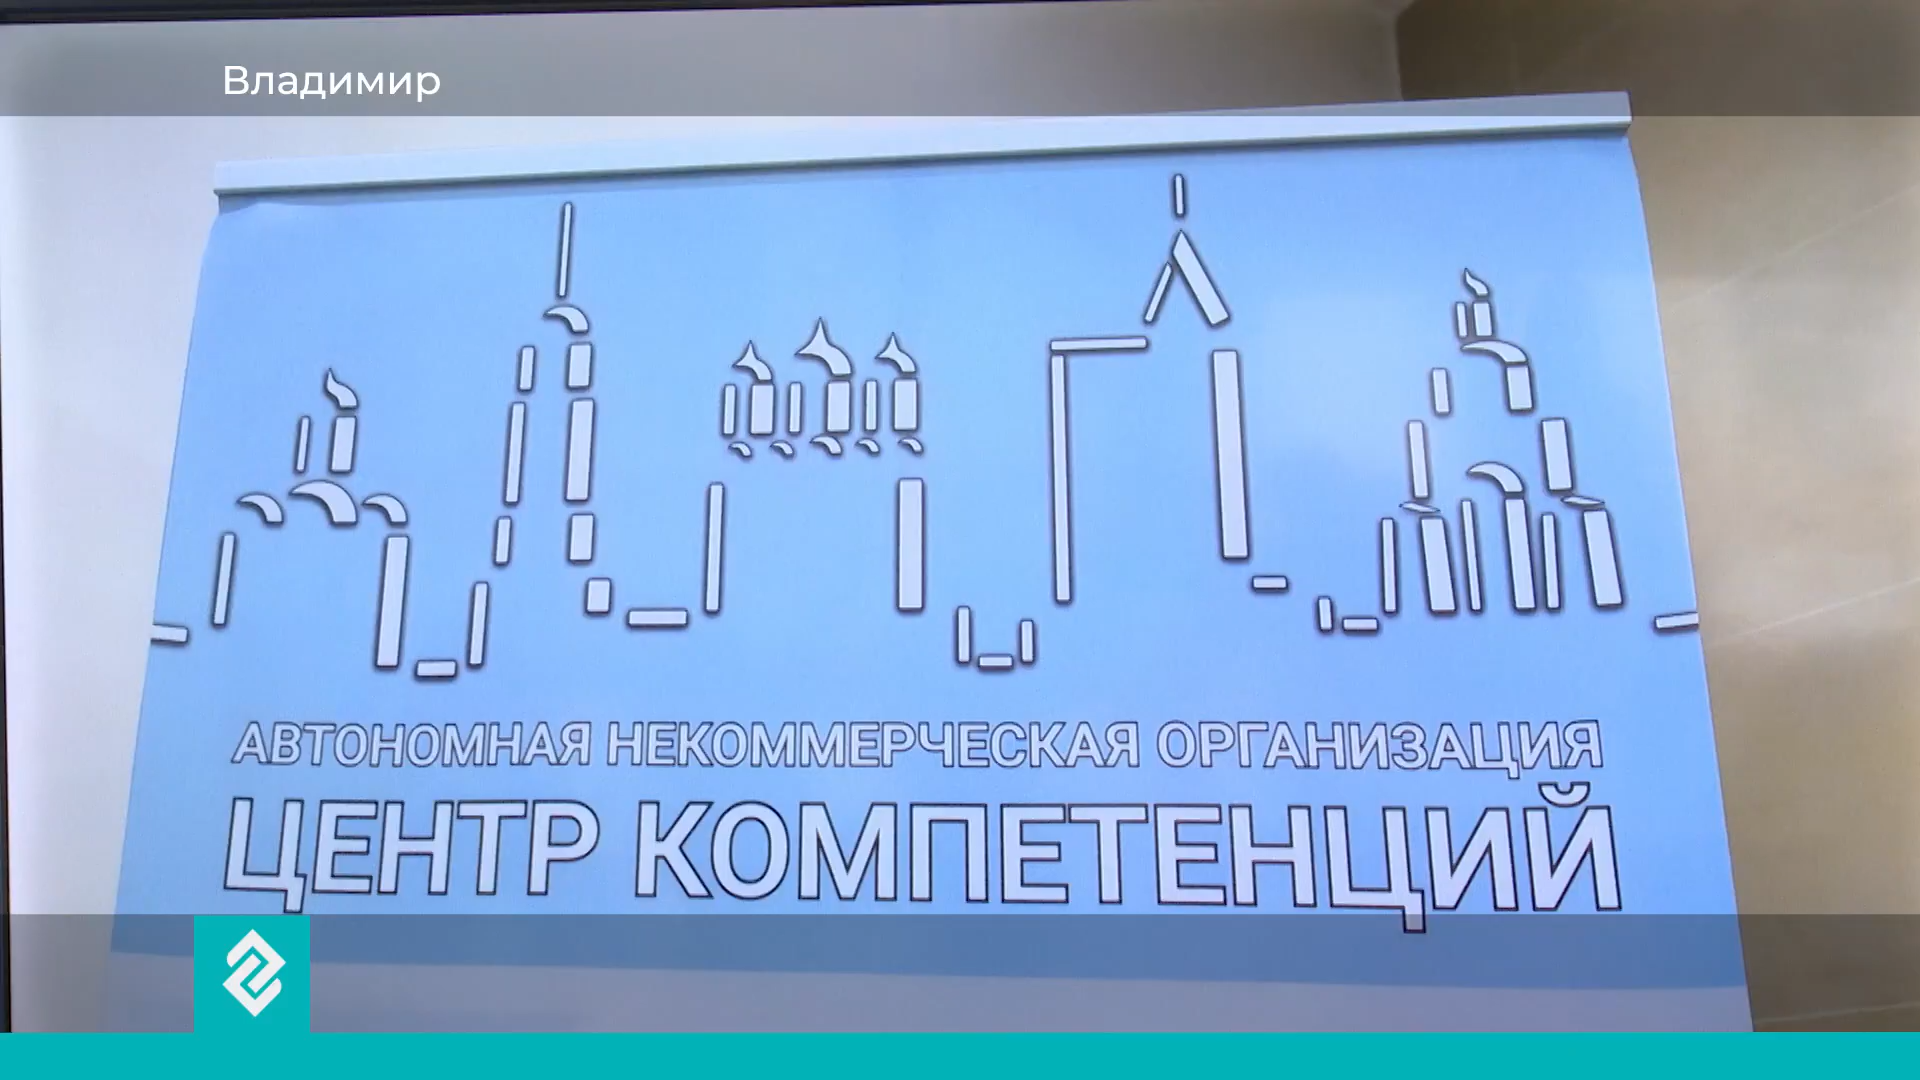 Владимир
АВТОНОМНАЯ НЕКОММЕРЧЕСКАЯ ОРГАНИЗАЦИЯ
ЦЕНТР КОМПЕТЕНЦИЙ